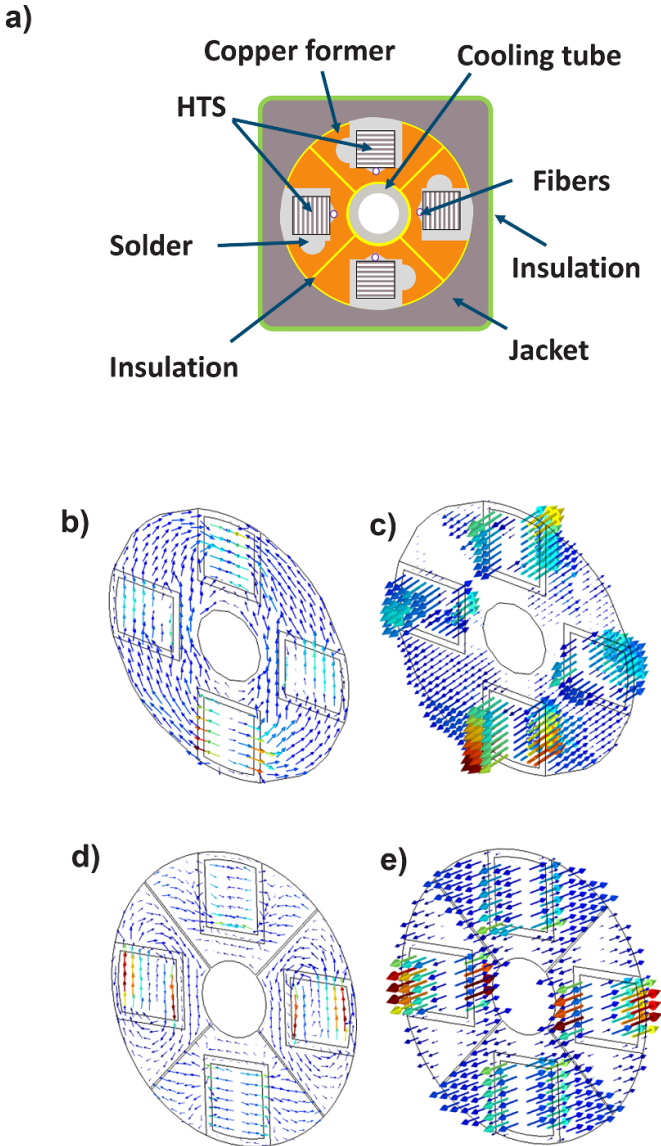 a)
Copper former
Cooling tube
HTS
Fibers
Solder
Insulation
Jacket
Insulation
b)
c)
d)
e)